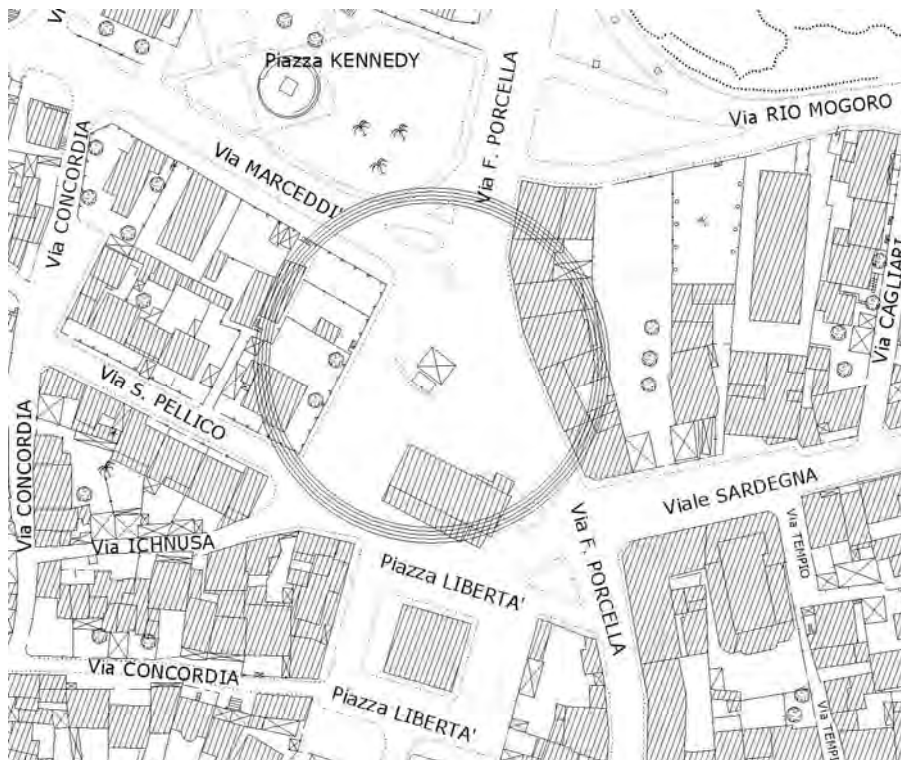 Piazza KENNEDY
Via F. PORCELLA
Via RIO MOGORO
Via CONCORDIA
Via MARCEDDI'
Via CAGLIARI
Via S. PELLICO
Via CONCORDIA
Viale SARDEGNA
Via TEMPIO
Via ICHNUSA
Via F. PORCELLA
Piazza LIBERTA'
Via CONCORDIA
Piazza LIBERTA'
Via TEMPI